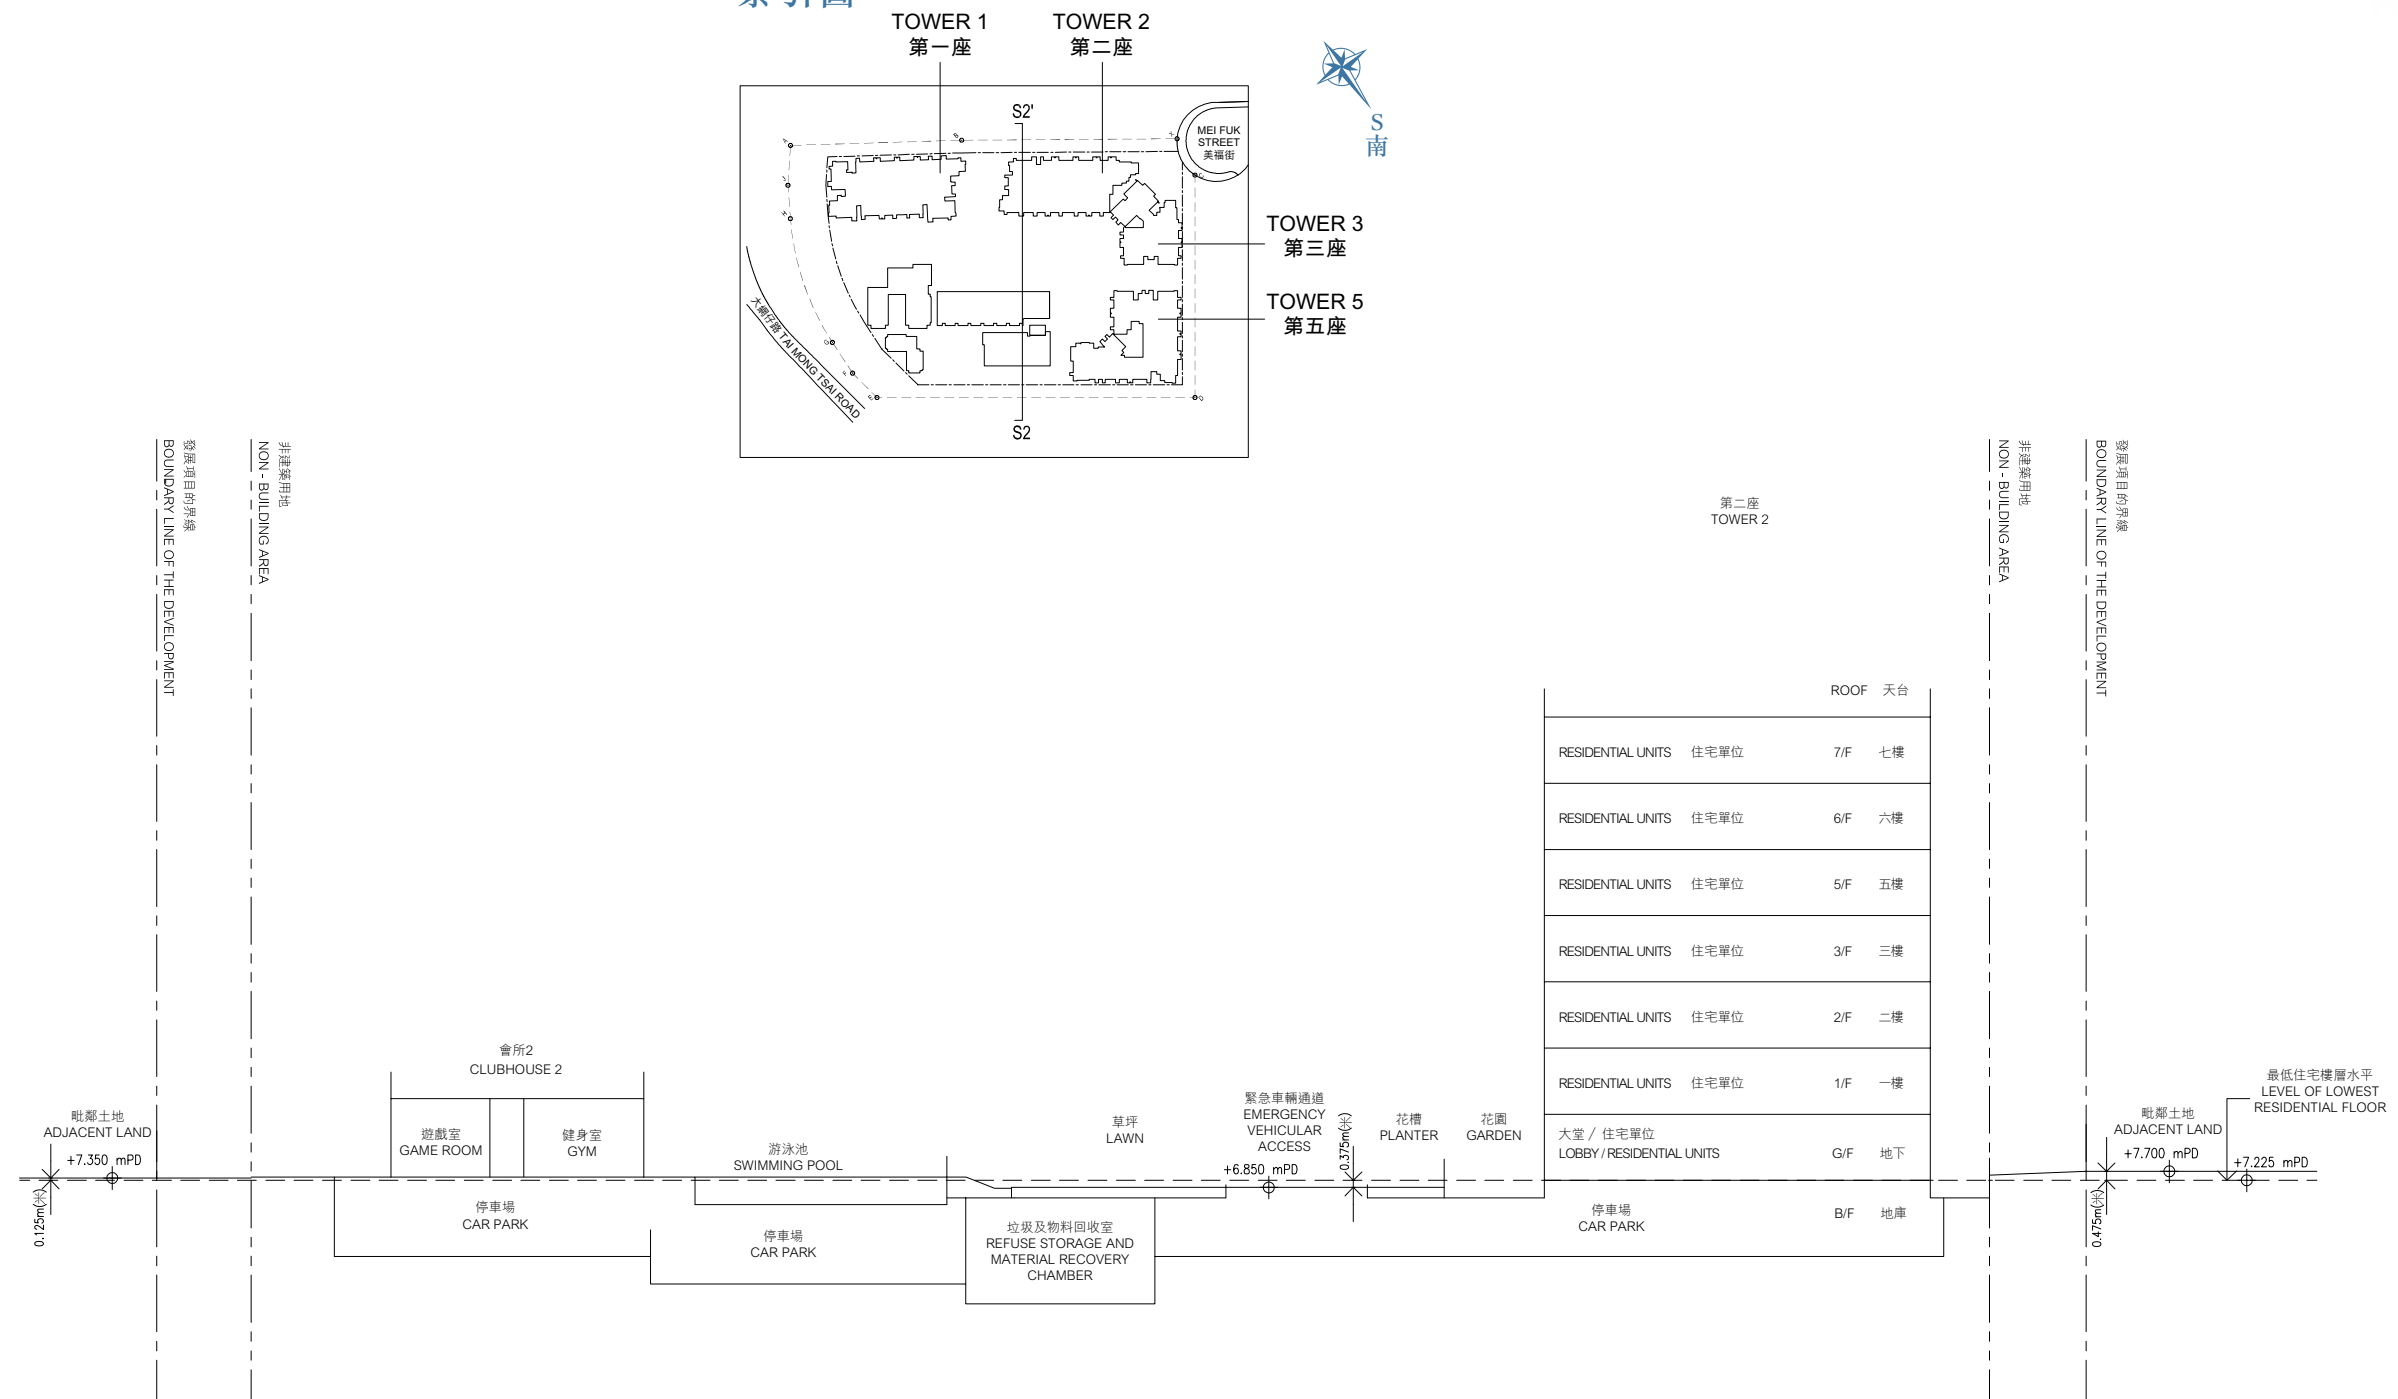 索引圖
TOWER 1
第一座
TOWER 2
第二座
S
南
S2'
MEI FUK
STREET
美福街
TOWER 3
第三座
TOWER 5
第五座
大網仔路 TAI MONG TSAI ROAD
S2
發展項目的界線
BOUNDARY LINE OF THE DEVELOPMENT
非建築用地
NON - BUILDING AREA
第二座
TOWER 2
非建築用地
NON - BUILDING AREA
發展項目的界線
BOUNDARY LINE OF THE DEVELOPMENT
ROOF 天台
RESIDENTIAL UNITS 住宅單位 7/F 七樓
RESIDENTIAL UNITS 住宅單位 6/F 六樓
RESIDENTIAL UNITS 住宅單位 5/F 五樓
RESIDENTIAL UNITS 住宅單位 3/F 三樓
RESIDENTIAL UNITS 住宅單位 2/F 二樓
RESIDENTIAL UNITS 住宅單位 1/F 一樓
大堂 / 住宅單位
LOBBY / RESIDENTIAL UNITS G/F 地下
停車場
CAR PARK
B/F 地庫
毗鄰土地
ADJACENT LAND
+7.350 mPD
0.125m(米)
會所2
CLUBHOUSE 2
遊戲室
GAME ROOM
健身室
GYM
游泳池
SWIMMING POOL
停車場
CAR PARK
停車場
CAR PARK
草坪
LAWN
垃圾及物料回收室
REFUSE STORAGE AND
MATERIAL RECOVERY
CHAMBER
緊急車輛通道
EMERGENCY
VEHICULAR
ACCESS
+6.850 mPD
0.375m(米)
花槽
PLANTER
花園
GARDEN
最低住宅樓層水平
LEVEL OF LOWEST
RESIDENTIAL FLOOR
毗鄰土地
ADJACENT LAND
+7.700 mPD
+7.225 mPD
0.475m(米)